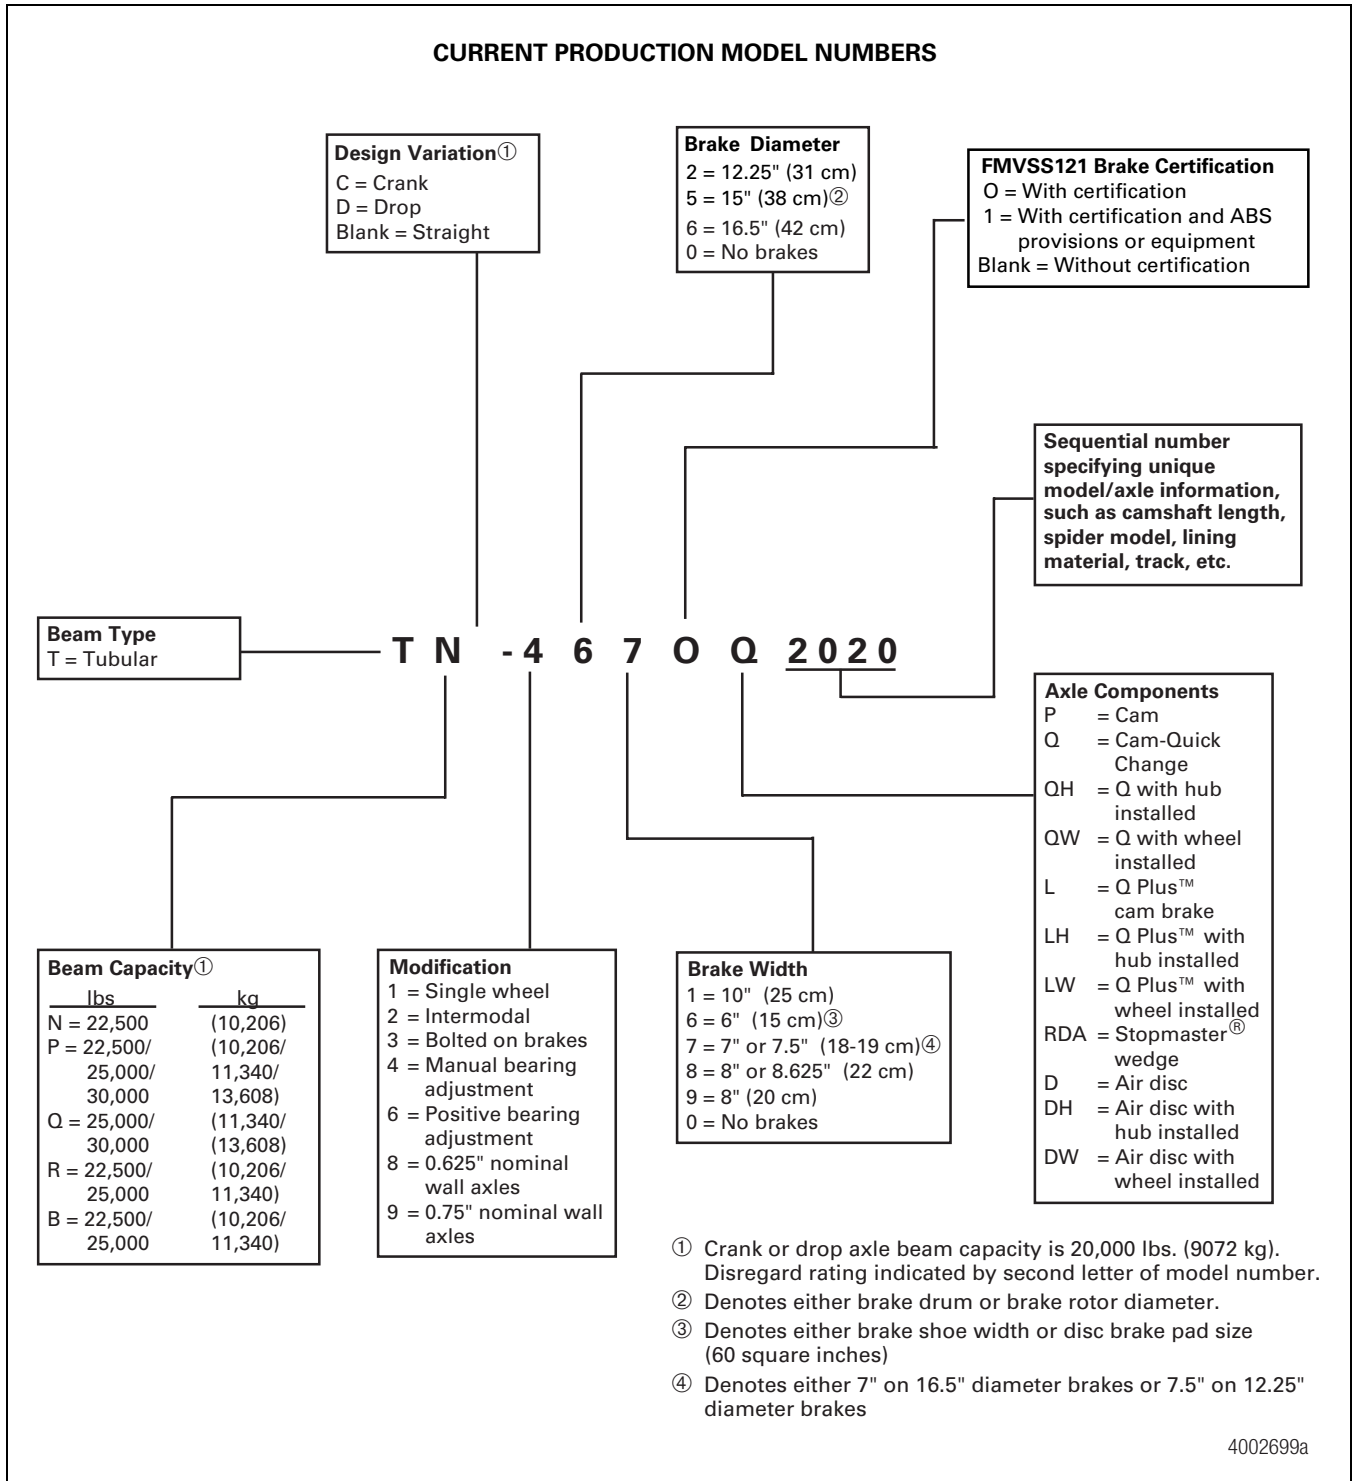 CURRENT PRODUCTION MODEL NUMBERS
Design Variation①
C = Crank
D = Drop
Blank = Straight
Brake Diameter
2 = 12.25" (31 cm)
5 = 15" (38 cm)②
6 = 16.5" (42 cm)
0 = No brakes
FMVSS121 Brake Certification
O = With certification
1 = With certification and ABS
provisions or equipment
Blank = Without certification
Sequential number
specifying unique
model/axle information,
such as camshaft length,
spider model, lining
material, track, etc.
Beam Type
T = Tubular
T N - 4 6 7 O Q 2 0 2 0
Beam Capacity①
lbs kg
N = 22,500 (10,206)
P = 22,500/ (10,206/
25,000/ 11,340/
30,000 13,608)
Q = 25,000/ (11,340/
30,000 (13,608)
R = 22,500/ (10,206/
25,000 11,340)
B = 22,500/ (10,206/
25,000 11,340)
Modification
1 = Single wheel
2 = Intermodal
3 = Bolted on brakes
4 = Manual bearing
adjustment
6 = Positive bearing
adjustment
8 = 0.625" nominal
wall axles
9 = 0.75" nominal wall
axles
Brake Width
1 = 10" (25 cm)
6 = 6" (15 cm)③
7 = 7" or 7.5" (18-19 cm)④
8 = 8" or 8.625" (22 cm)
9 = 8" (20 cm)
0 = No brakes
Axle Components
P = Cam
Q = Cam-Quick
Change
QH = Q with hub
installed
QW = Q with wheel
installed
L = Q Plus™
cam brake
LH = Q Plus™ with
hub installed
LW = Q Plus™ with
wheel installed
RDA = Stopmaster®
wedge
D = Air disc
DH = Air disc with
hub installed
DW = Air disc with
wheel installed
① Crank or drop axle beam capacity is 20,000 lbs. (9072 kg).
Disregard rating indicated by second letter of model number.
② Denotes either brake drum or brake rotor diameter.
③ Denotes either brake shoe width or disc brake pad size
(60 square inches)
④ Denotes either 7" on 16.5" diameter brakes or 7.5" on 12.25"
diameter brakes
4002699a